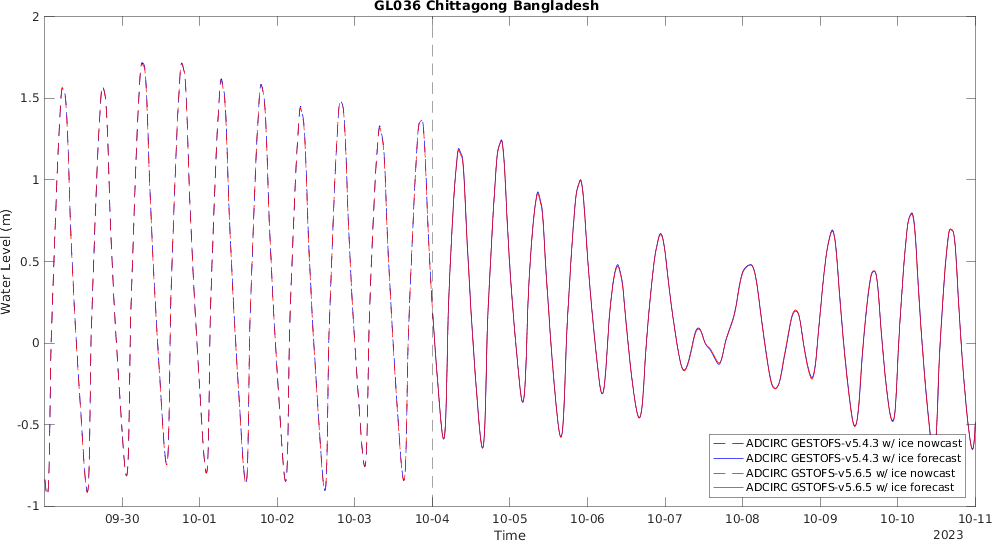 GL036 Chittagong Bangladesh
2
1.5
1
0.5
0
-0.5
-1
Water Level (m)
09-30 10-01 10-02 10-03 10-04 10-05 10-06 10-07 10-08 10-09 10-10 10-11
Time
2023
ADCIRC GESTOFS-v5.4.3 w/ ice nowcast
ADCIRC GESTOFS-v5.4.3 w/ ice forecast
ADCIRC GSTOFS-v5.6.5 w/ ice nowcast
ADCIRC GSTOFS-v5.6.5 w/ ice forecast